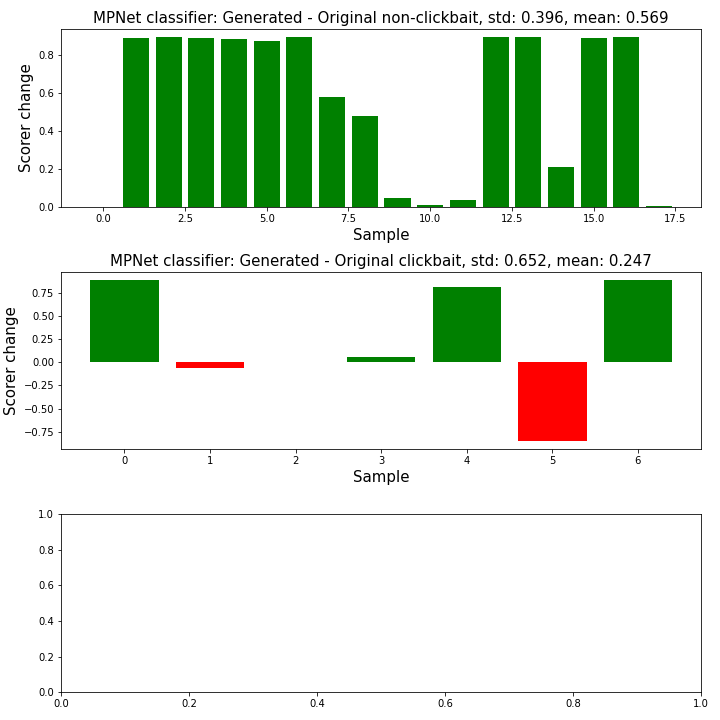 MPNet classifier: Generated - Original non-clickbait, std: 0.396, mean: 0.569
Scorer change
0.8
0.6
0.4
0.2
0.0
0.0 2.5 5.0 7.5 10.0 12.5 15.0 17.5
Sample
MPNet classifier: Generated - Original clickbait, std: 0.652, mean: 0.247
Scorer change
0.75
0.50
0.25
0.00
−0.25
−0.50
−0.75
0 1 2 3 4 5 6
Sample
1.0
0.8
0.6
0.4
0.2
0.0
0.0 0.2 0.4 0.6 0.8 1.0